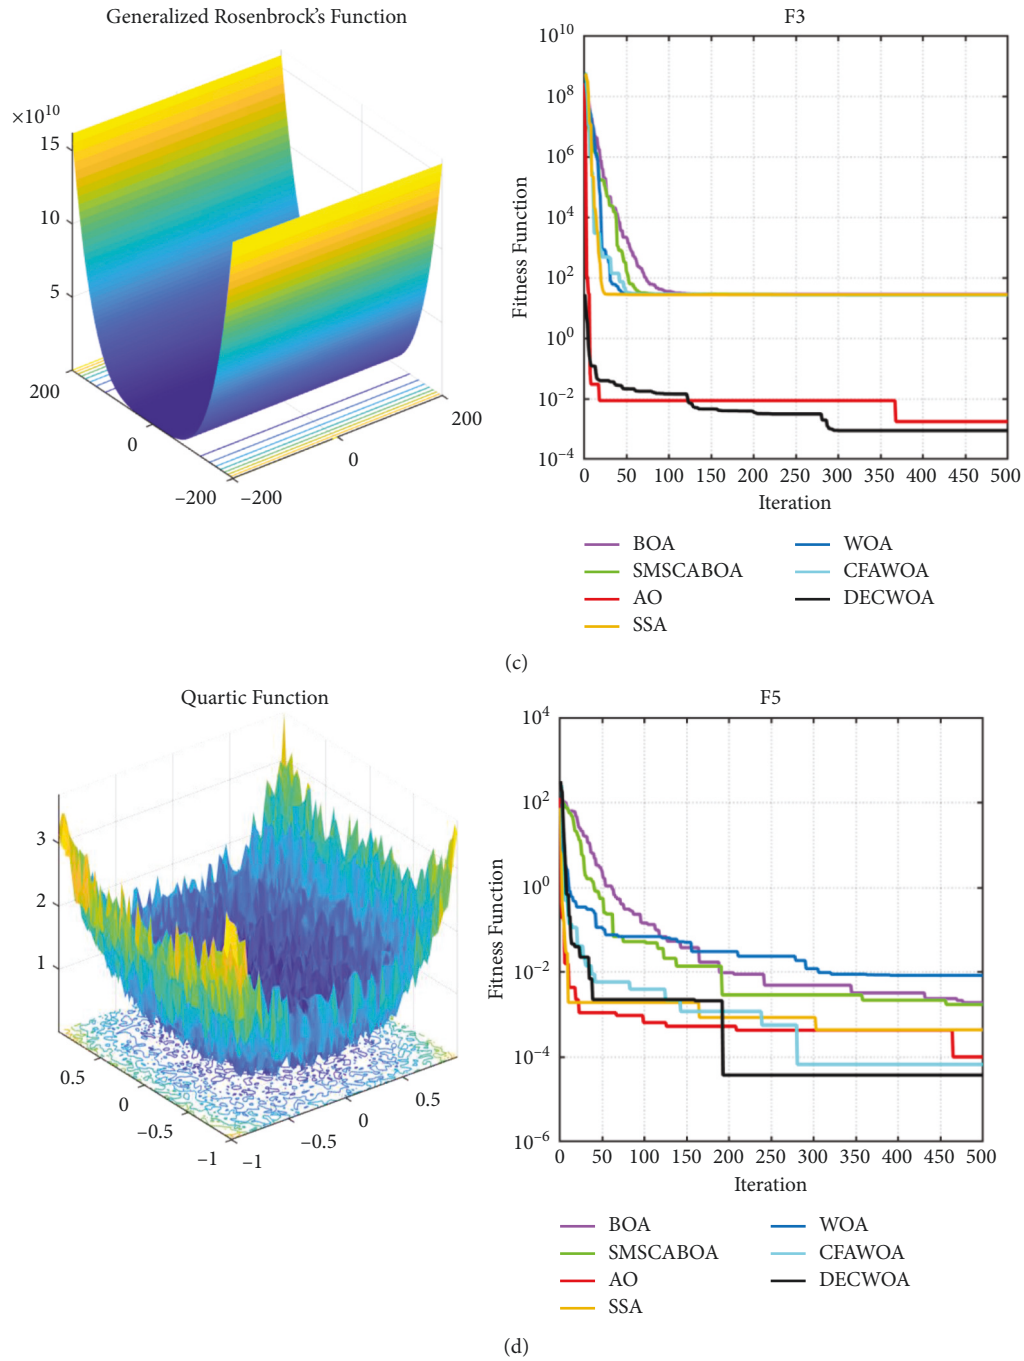 Generalized Rosenbrock's Function
×10^10
15
10
5
200
0
−200
−200
0
200
F3
Fitness Function
10^10
10^8
10^6
10^4
10^2
10^0
10^−2
10^−4
0 50 100 150 200 250 300 350 400 450 500
Iteration
BOA
SMSCABOA
AO
SSA
WOA
CFAWOA
DECWOA
(c)
Quartic Function
3
2
1
0.5
0
−0.5
−1
−1
−0.5
0
0.5
F5
Fitness Function
10^4
10^2
10^0
10^−2
10^−4
10^−6
0 50 100 150 200 250 300 350 400 450 500
Iteration
BOA
SMSCABOA
AO
SSA
WOA
CFAWOA
DECWOA
(d)